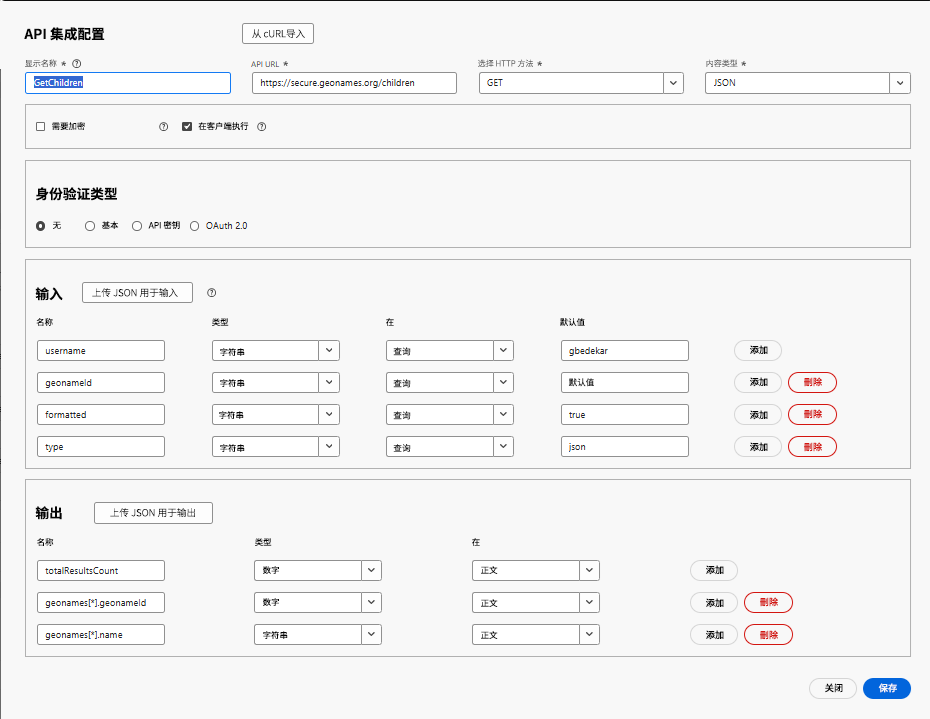 API 集成配置
从 cURL导入
显示名称 *
API URL *
选择 HTTP 方法 *
内容类型 *
GetChildren
https://secure.geonames.org/children
GET
JSON
需要加密
在客户端执行
身份验证类型
无
基本
API 密钥
OAuth 2.0
输入
上传 JSON 用于输入
名称
类型
在
默认值
username
字符串
查询
gbedekar
添加
geonameId
字符串
查询
默认值
添加
删除
formatted
字符串
查询
true
添加
删除
type
字符串
查询
json
添加
删除
输出
上传 JSON 用于输出
名称
类型
在
totalResultsCount
数字
正文
添加
geonames[*].geonameId
数字
正文
添加
删除
geonames[*].name
字符串
正文
添加
删除
关闭
保存